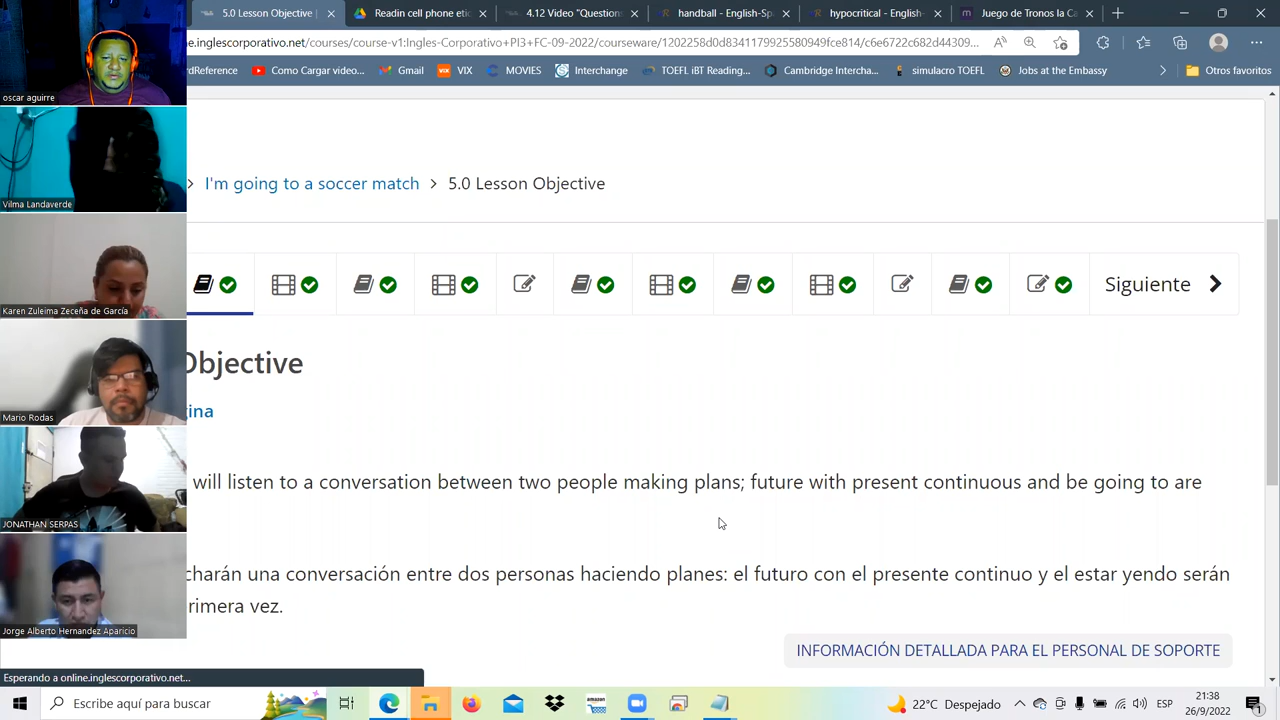 5.0 Lesson Objective
Readin cell phone etic
4.12 Video "Questions
handball - English-Sp
hypocritical - English-
Juego de Tronos la Ca
e.inglescorporativo.net/courses/course-v1:Ingles-Corporativo+PI3+FC-09-2022/courseware/1202258d0d8341179925580949fce814/c6e6722c682d44309...
rdReference
Como Cargar video...
Gmail
VIX
MOVIES
Interchange
TOEFL iBT Reading...
Cambridge Intercha...
simulacro TOEFL
Jobs at the Embassy
Otros favoritos
oscar aguirre
Vilma Landaverde
Karen Zuleima Zeceña de García
Mario Rodas
JONATHAN SERPAS
Jorge Alberto Hernandez Aparicio
I'm going to a soccer match > 5.0 Lesson Objective
Siguiente
Objective
ina
will listen to a conversation between two people making plans; future with present continuous and be going to are
charán una conversación entre dos personas haciendo planes: el futuro con el presente continuo y el estar yendo serán
rimera vez.
INFORMACIÓN DETALLADA PARA EL PERSONAL DE SOPORTE
Esperando a online.inglescorporativo.net...
Escribe aquí para buscar
22°C Despejado
ESP
21:38
26/9/2022